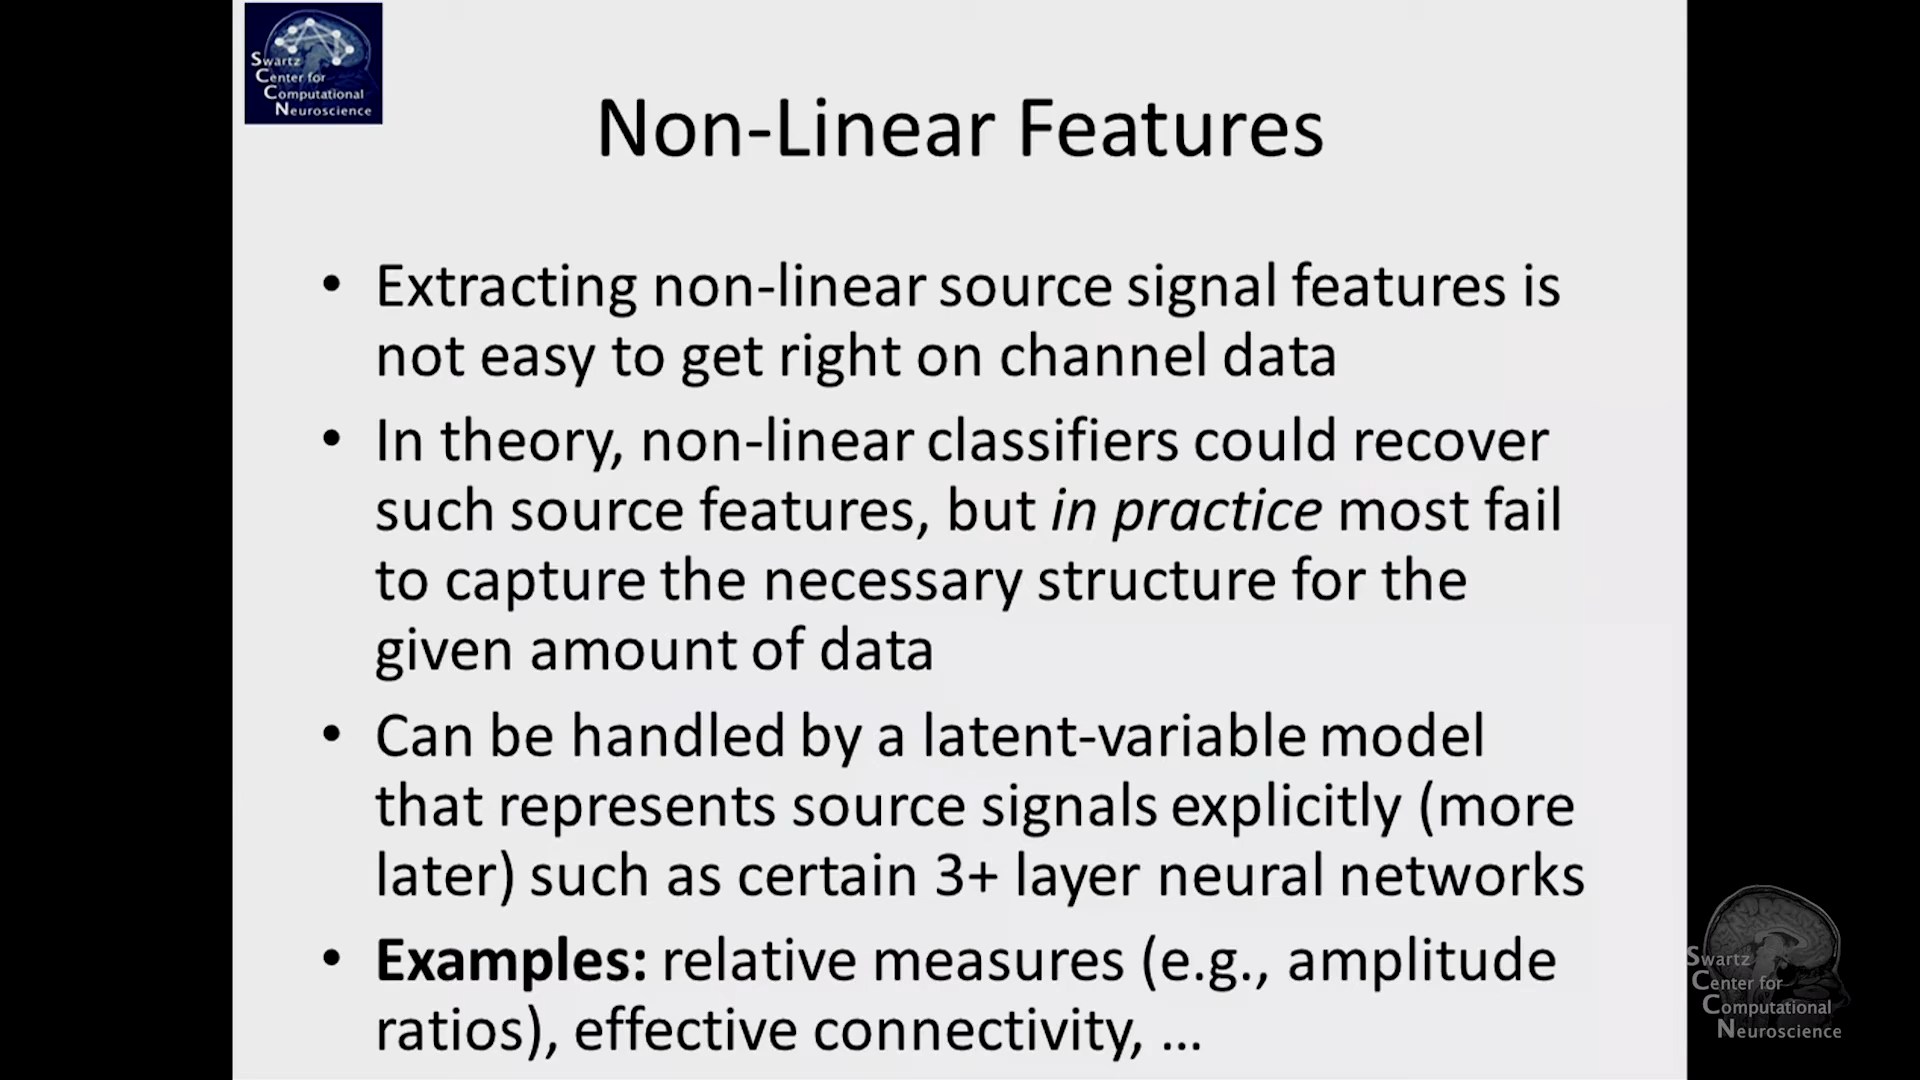 Swartz
Center for
Computational
Neuroscience
Non-Linear Features
• Extracting non-linear source signal features is
not easy to get right on channel data
• In theory, non-linear classifiers could recover
such source features, but in practice most fail
to capture the necessary structure for the
given amount of data
• Can be handled by a latent-variable model
that represents source signals explicitly (more
later) such as certain 3+ layer neural networks
• Examples: relative measures (e.g., amplitude
ratios), effective connectivity, ...
Swartz
Center for
Computational
Neuroscience